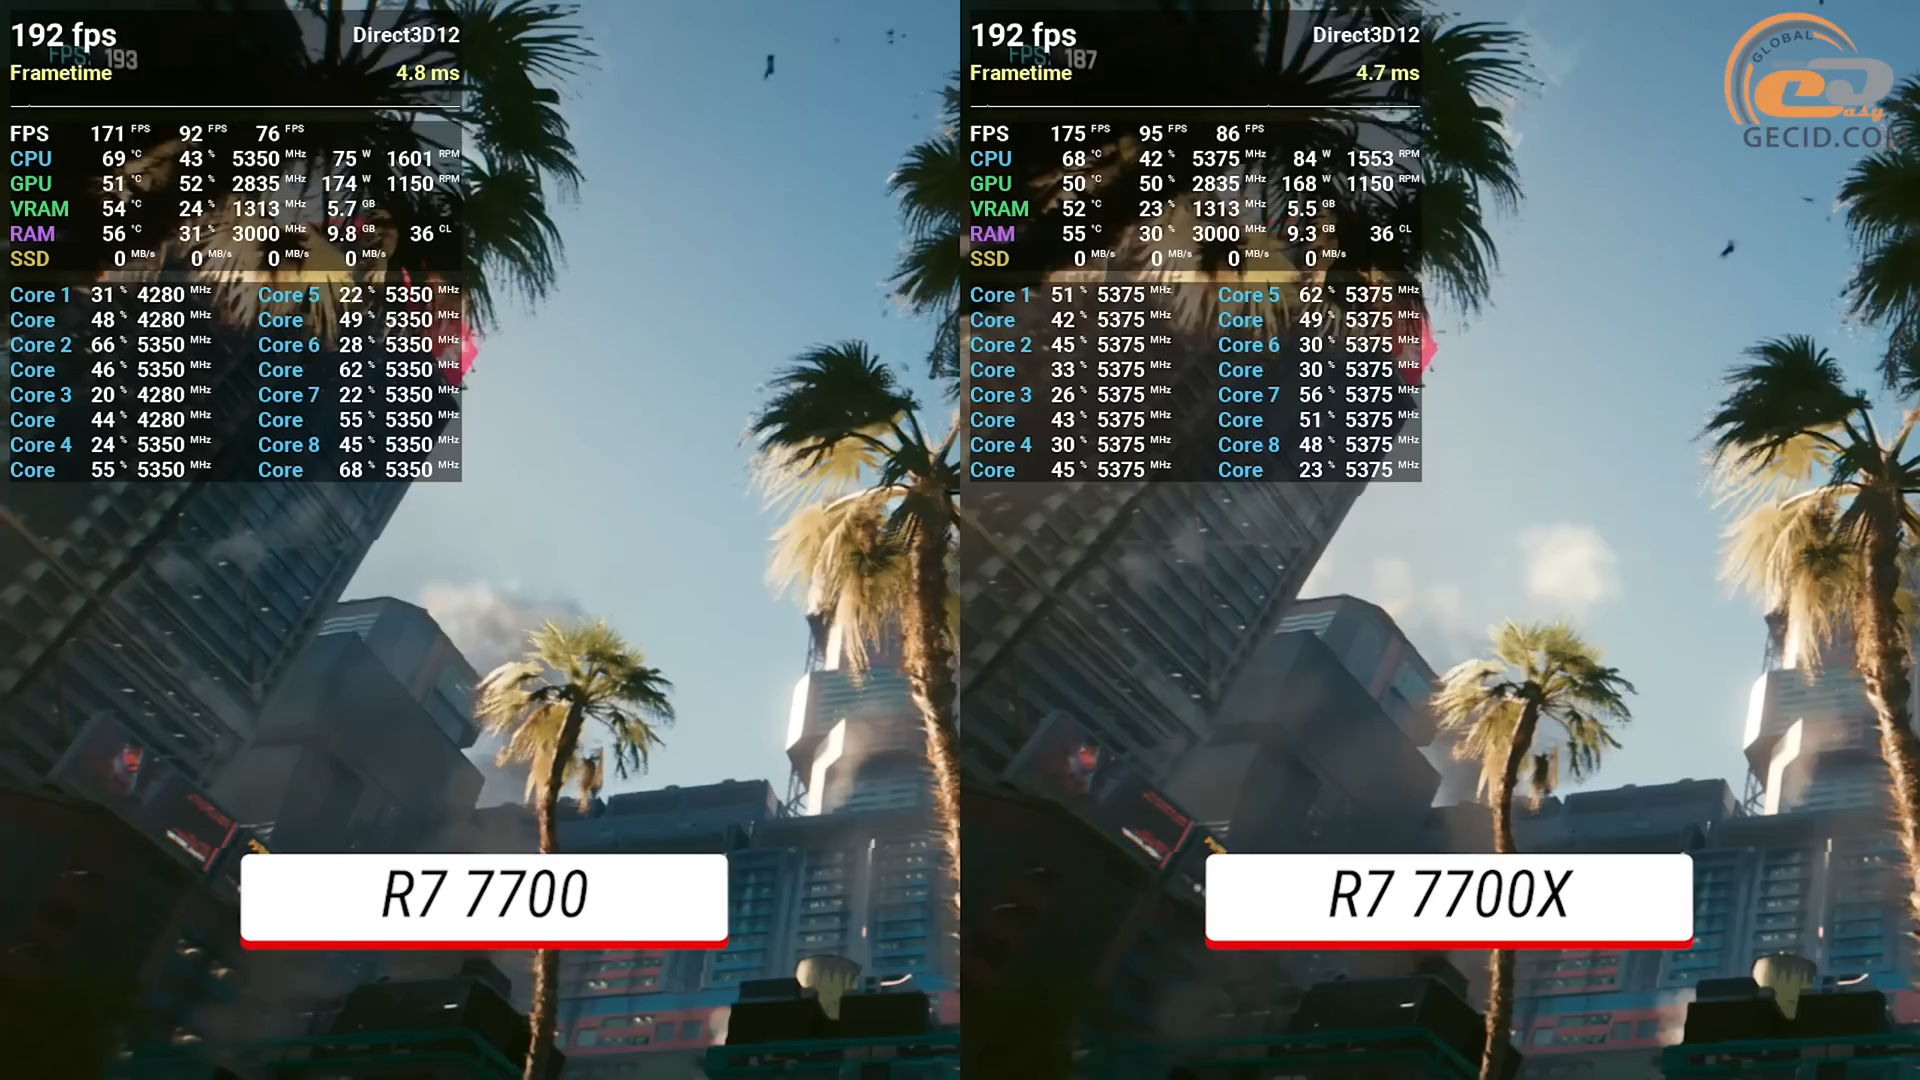 192 fps Direct3D12
FPS: 193
Frametime 4.8 ms
FPS 171 FPS 92 FPS 76 FPS
CPU 69 °C 43 % 5350 MHz 75 W 1601 RPM
GPU 51 °C 52 % 2835 MHz 174 W 1150 RPM
VRAM 54 °C 24 % 1313 MHz 5.7 GB
RAM 56 °C 31 % 3000 MHz 9.8 GB 36 CL
SSD 0 MB/s 0 MB/s 0 MB/s 0 MB/s
Core 1 31 % 4280 MHz Core 5 22 % 5350 MHz
Core 48 % 4280 MHz Core 49 % 5350 MHz
Core 2 66 % 5350 MHz Core 6 28 % 5350 MHz
Core 46 % 5350 MHz Core 62 % 5350 MHz
Core 3 20 % 4280 MHz Core 7 22 % 5350 MHz
Core 44 % 4280 MHz Core 55 % 5350 MHz
Core 4 24 % 5350 MHz Core 8 45 % 5350 MHz
Core 55 % 5350 MHz Core 68 % 5350 MHz
R7 7700
192 fps Direct3D12
FPS: 187
Frametime 4.7 ms
FPS 175 FPS 95 FPS 86 FPS
CPU 68 °C 42 % 5375 MHz 84 W 1553 RPM
GPU 50 °C 50 % 2835 MHz 168 W 1150 RPM
VRAM 52 °C 23 % 1313 MHz 5.5 GB
RAM 55 °C 30 % 3000 MHz 9.3 GB 36 CL
SSD 0 MB/s 0 MB/s 0 MB/s 0 MB/s
Core 1 51 % 5375 MHz Core 5 62 % 5375 MHz
Core 42 % 5375 MHz Core 49 % 5375 MHz
Core 2 45 % 5375 MHz Core 6 30 % 5375 MHz
Core 33 % 5375 MHz Core 30 % 5375 MHz
Core 3 26 % 5375 MHz Core 7 56 % 5375 MHz
Core 43 % 5375 MHz Core 51 % 5375 MHz
Core 4 30 % 5375 MHz Core 8 48 % 5375 MHz
Core 45 % 5375 MHz Core 23 % 5375 MHz
R7 7700X
GLOBAL
easy
GECID.COM